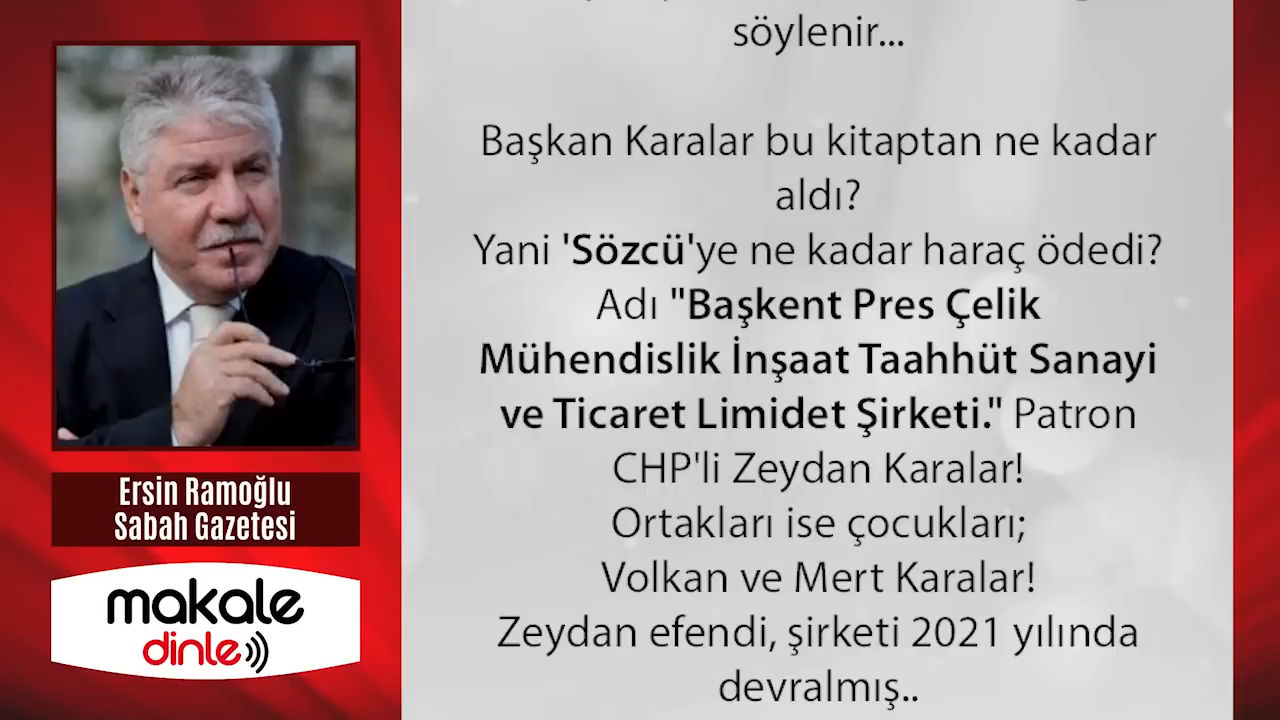 söylenir...
Başkan Karalar bu kitaptan ne kadar
aldı?
Yani 'Sözcü'ye ne kadar haraç ödedi?
Adı "Başkent Pres Çelik
Mühendislik İnşaat Taahhüt Sanayi
ve Ticaret Limidet Şirketi." Patron
CHP'li Zeydan Karalar!
Ortakları ise çocukları;
Volkan ve Mert Karalar!
Zeydan efendi, şirketi 2021 yılında
devralmış..
Ersin Ramoğlu
Sabah Gazetesi
makale
dinle